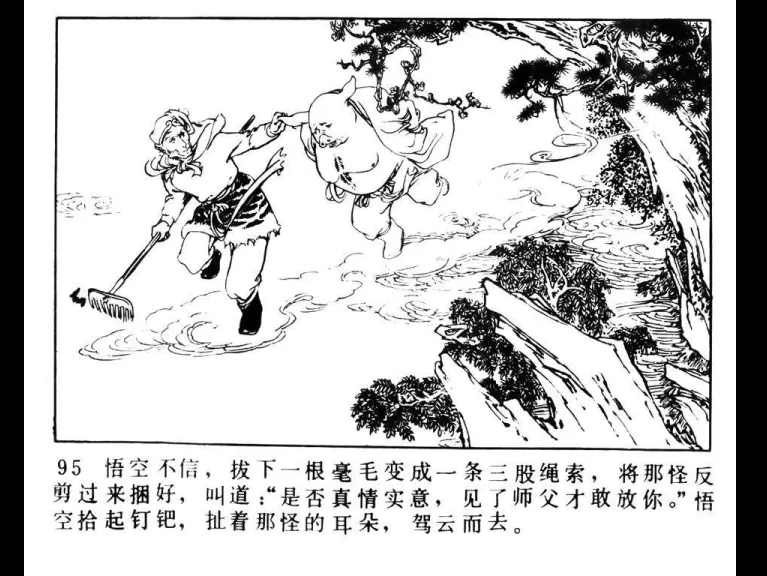 95 悟空不信，拔下一根毫毛变成一条三股绳索，将那怪反
剪过来捆好，叫道：“是否真情实意，见了师父才敢放你。”悟
空拾起钉钯，扯着那怪的耳朵，驾云而去。